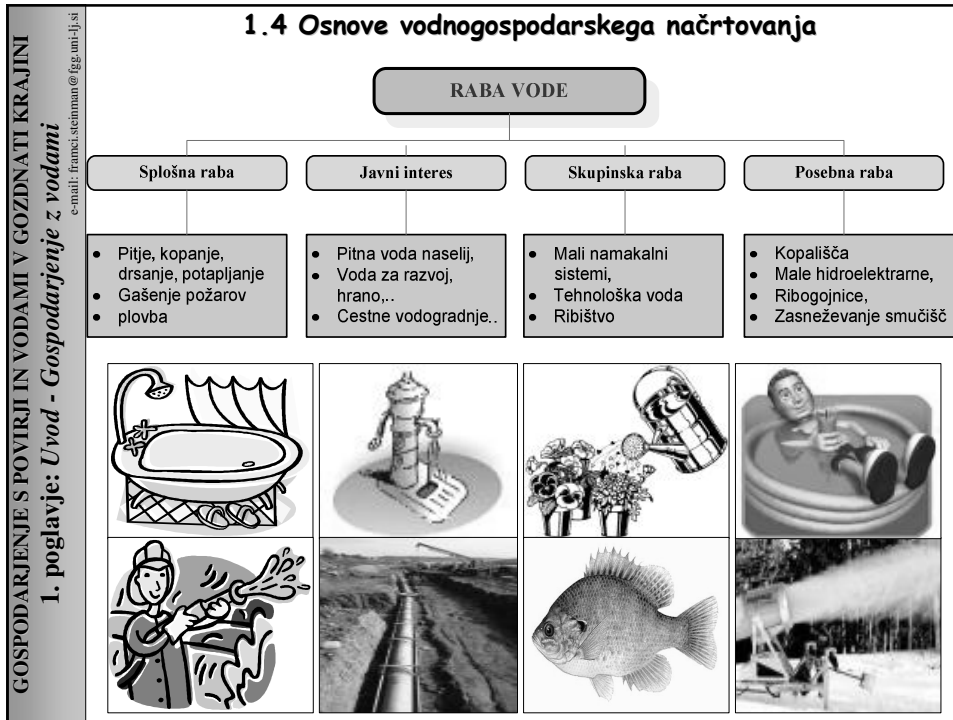 GOSPODARJENJE S POVIRJI IN VODAMI V GOZDNATI KRAJINI
1. poglavje: Uvod - Gospodarjenje z vodami
e-mail: franci.steinman@fgg.uni-lj.si
1.4 Osnove vodnogospodarskega načrtovanja
RABA VODE
Splošna raba
Javni interes
Skupinska raba
Posebna raba
• Pitje, kopanje,
drsanje, potapljanje
• Gašenje požarov
• plovba
• Pitna voda naselij,
• Voda za razvoj,
hrano,..
• Cestne vodogradnje..
• Mali namakalni
sistemi,
• Tehnološka voda
• Ribištvo
• Kopališča
• Male hidroelektrarne,
• Ribogojnice,
• Zasneževanje smučišč